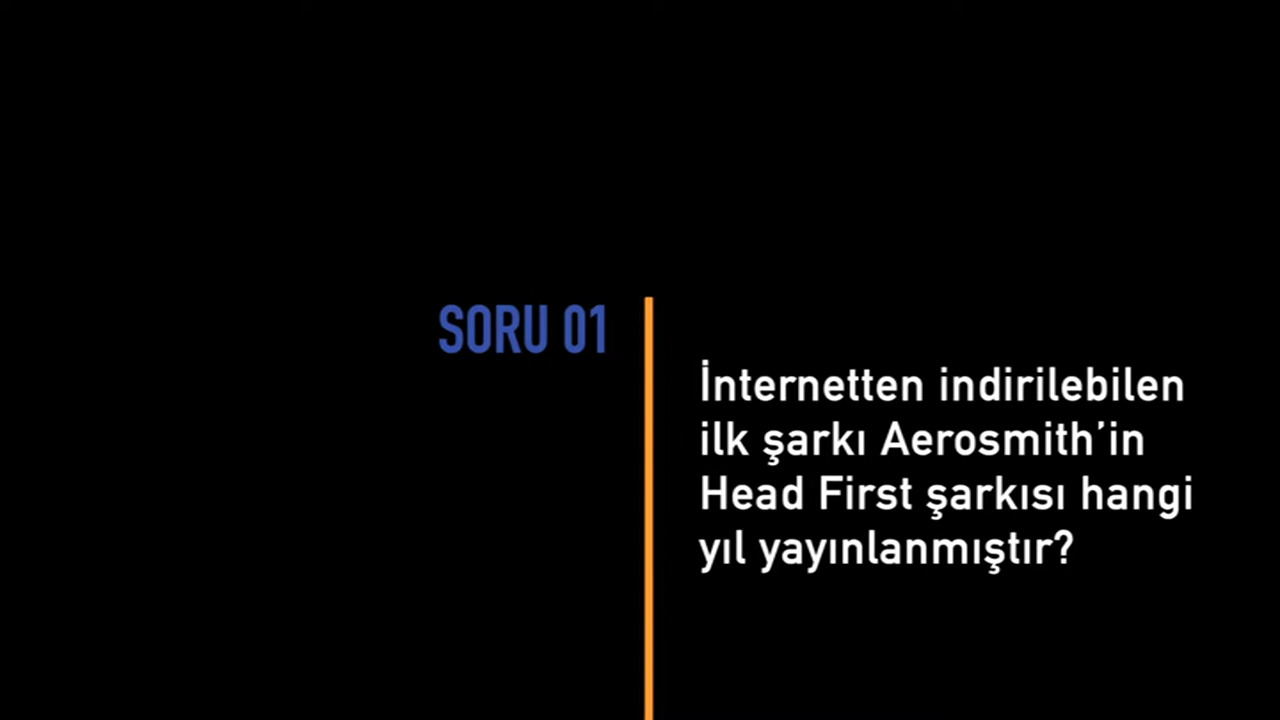 SORU 01
İnternetten indirilebilen
ilk şarkı Aerosmith’in
Head First şarkısı hangi
yıl yayınlanmıştır?